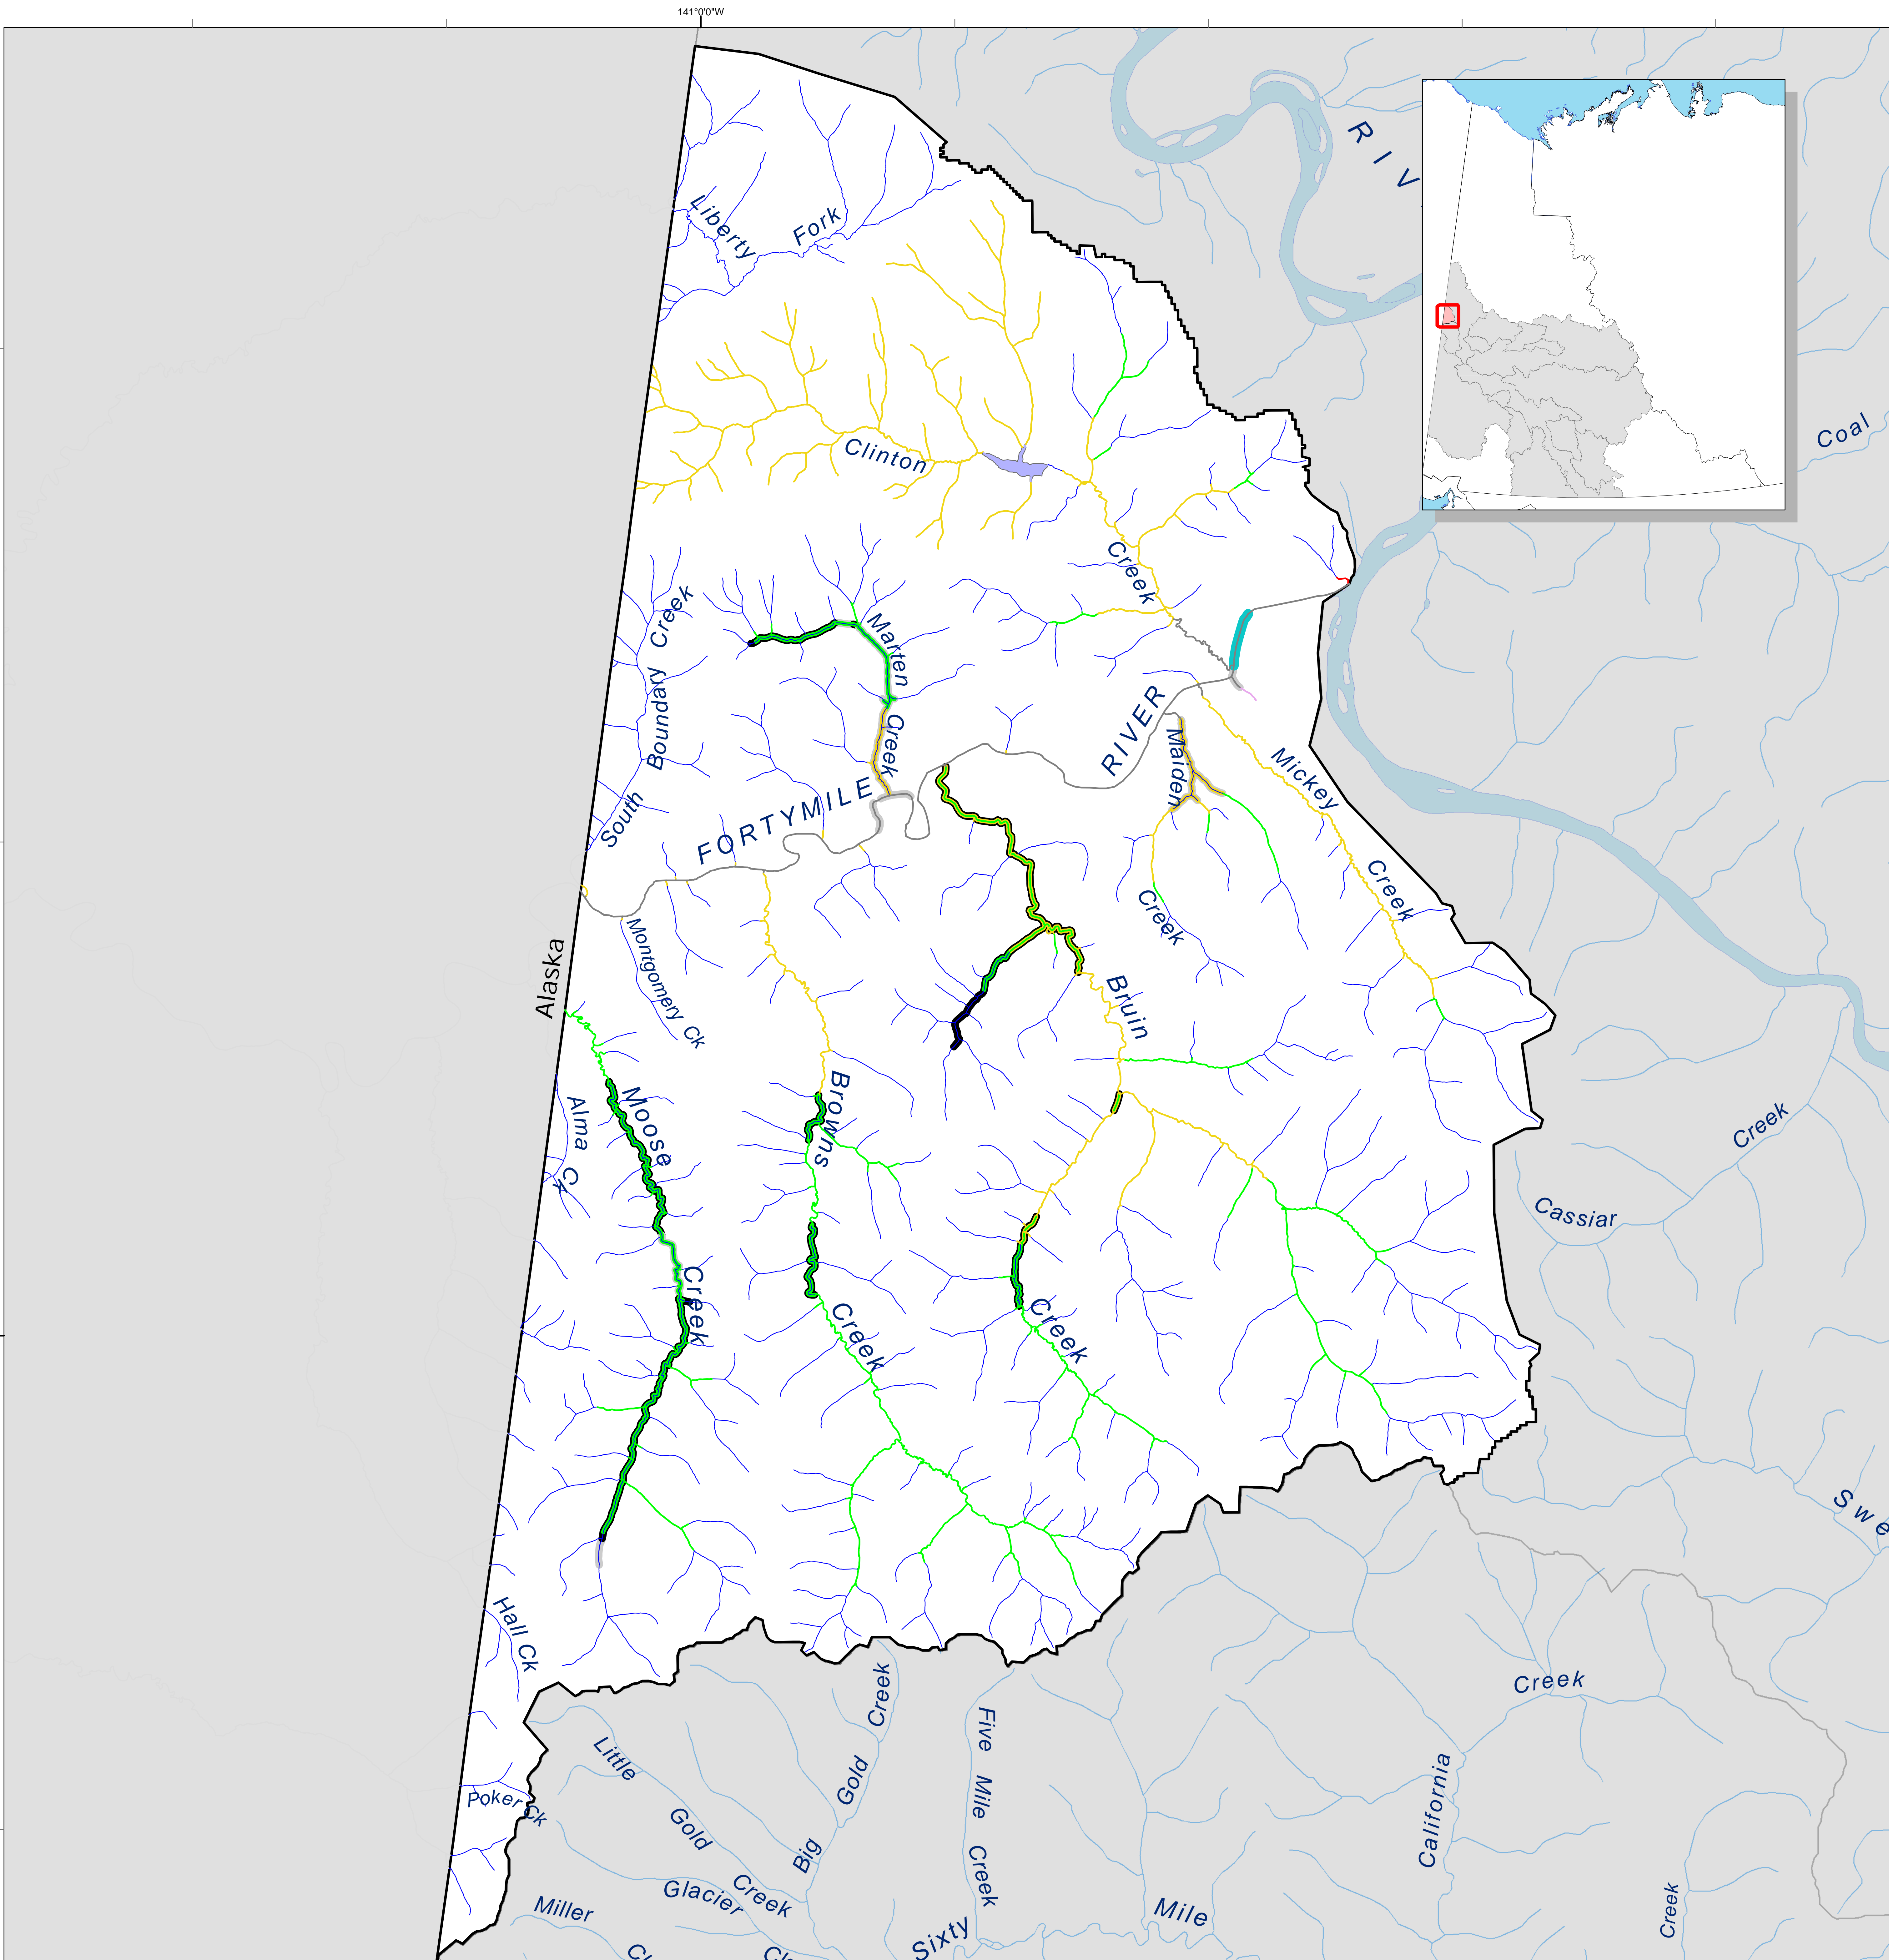 141°0'0"W
RIV
Liberty
Fork
Coal
Clinton
Creek
South
Boundary
Creek
Marten
Creek
FORTYMILE
RIVER
Maiden
Creek
Mickey
Creek
Alaska
Montgomery Ck
Bruin
Creek
Alma
Ck
Moose
Creek
Browns
Creek
Creek
Cassiar
Swe
Hall Ck
Poker Ck
Little
Gold
Creek
Big
Gold
Creek
Five
Mile
Creek
Creek
California
Glacier
Miller
Sixty
Mile
Creek